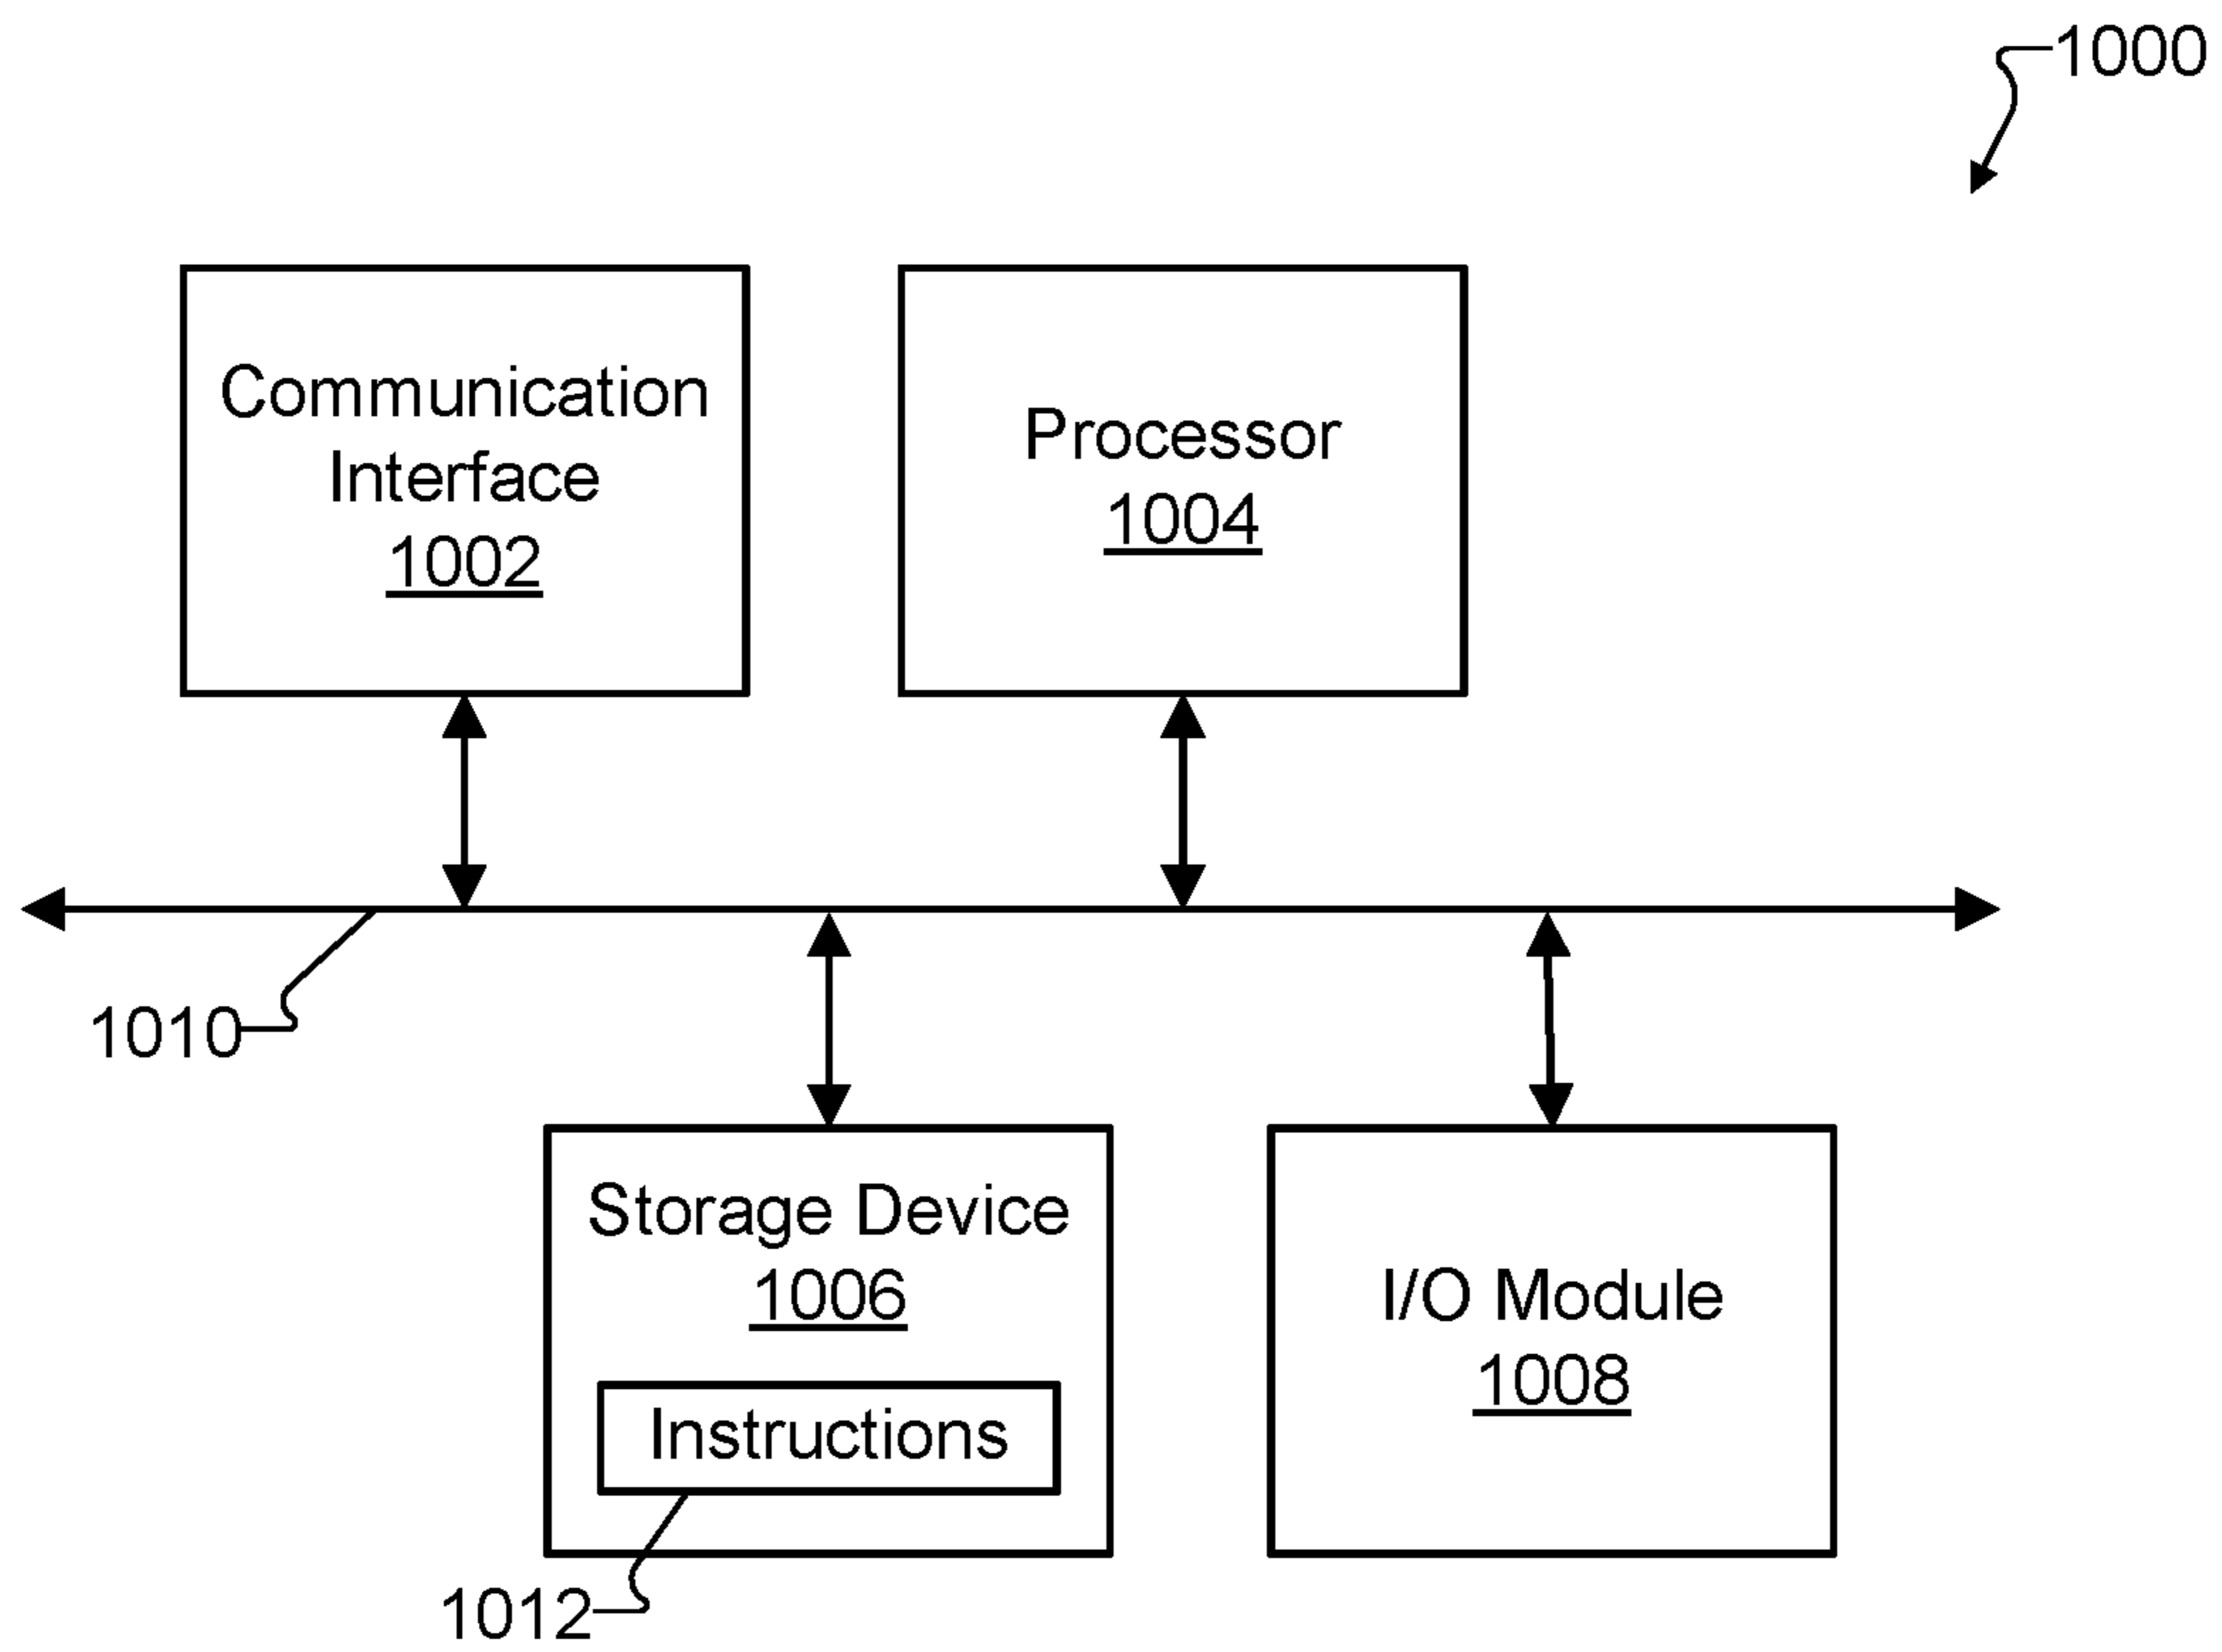 1000
Communication
Interface
1002
Processor
1004
1010
Storage Device
1006
Instructions
1012
I/O Module
1008